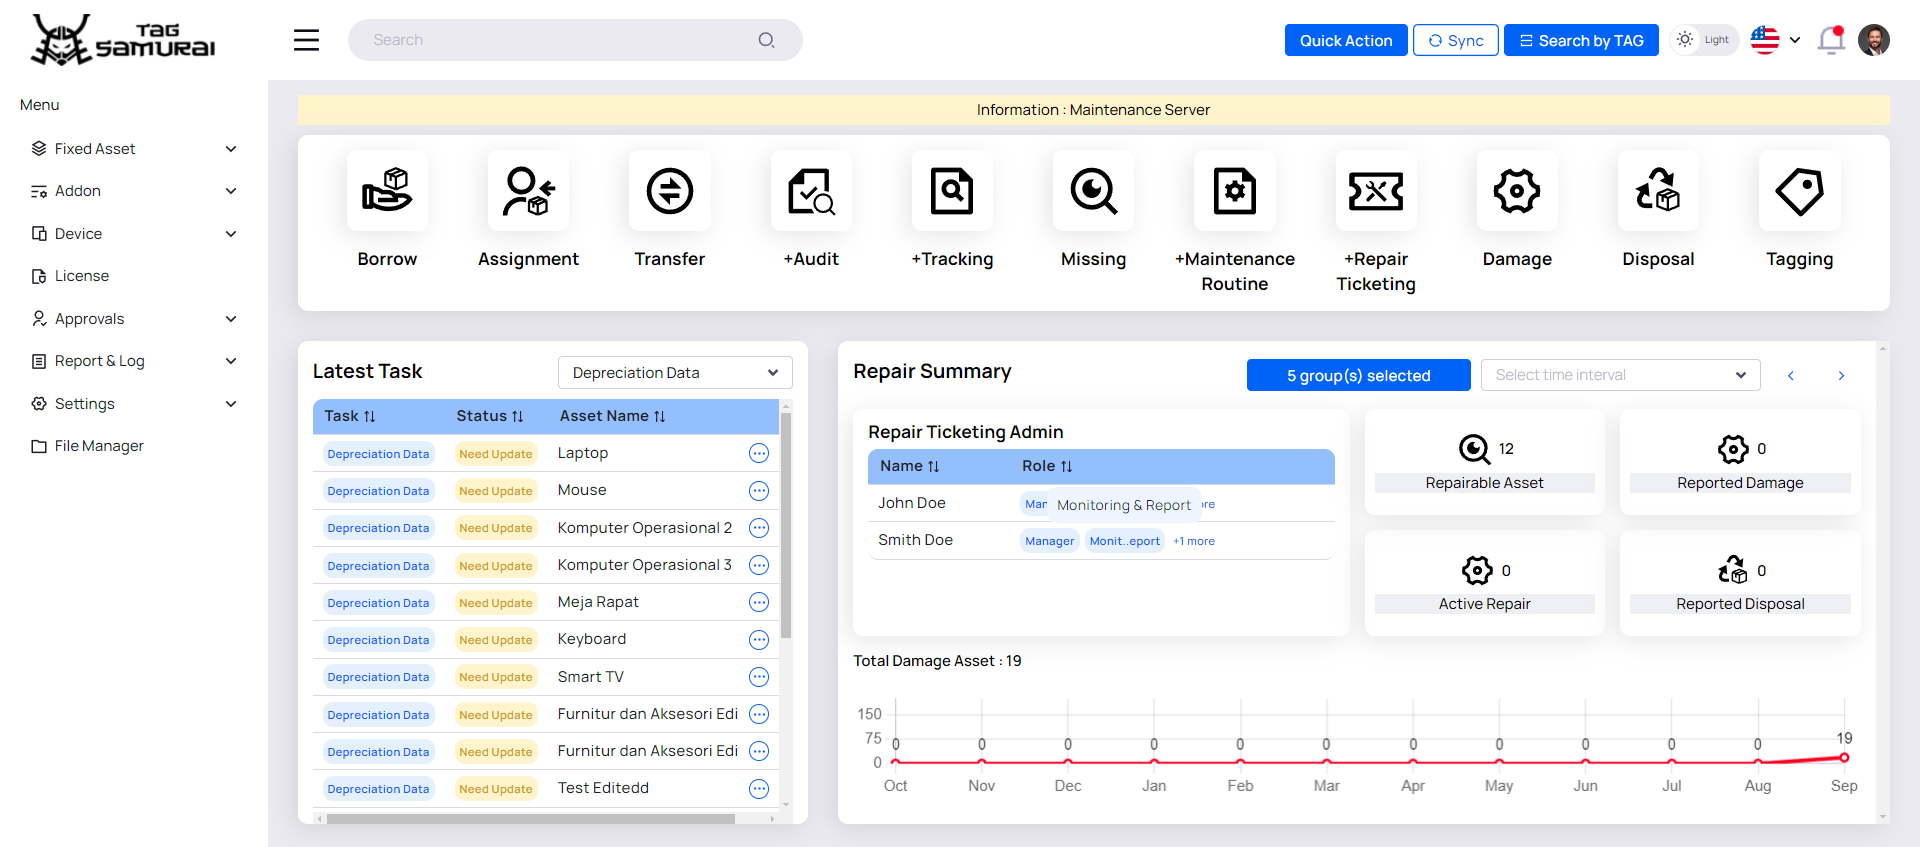 TAG
SAMURAI
Search
Quick Action
Sync
Search by TAG
Light
Menu
Fixed Asset
Addon
Device
License
Approvals
Report & Log
Settings
File Manager
Information : Maintenance Server
Borrow
Assignment
Transfer
+Audit
+Tracking
Missing
+Maintenance
Routine
+Repair
Ticketing
Damage
Disposal
Tagging
Latest Task
Depreciation Data
Task Status Asset Name
Depreciation Data Need Update Laptop
Depreciation Data Need Update Mouse
Depreciation Data Need Update Komputer Operasional 2
Depreciation Data Need Update Komputer Operasional 3
Depreciation Data Need Update Meja Rapat
Depreciation Data Need Update Keyboard
Depreciation Data Need Update Smart TV
Depreciation Data Need Update Furnitur dan Aksesori Edi
Depreciation Data Need Update Furnitur dan Aksesori Edi
Depreciation Data Need Update Test Editedd
Repair Summary
5 group(s) selected
Select time interval
Repair Ticketing Admin
Name Role
John Doe Man Monitoring & Report re
Smith Doe Manager Monit..eport +1 more
12
Repairable Asset
0
Reported Damage
0
Active Repair
0
Reported Disposal
Total Damage Asset : 19
150
75
0
0 0 0 0 0 0 0 0 0 0 0 19
Oct Nov Dec Jan Feb Mar Apr May Jun Jul Aug Sep